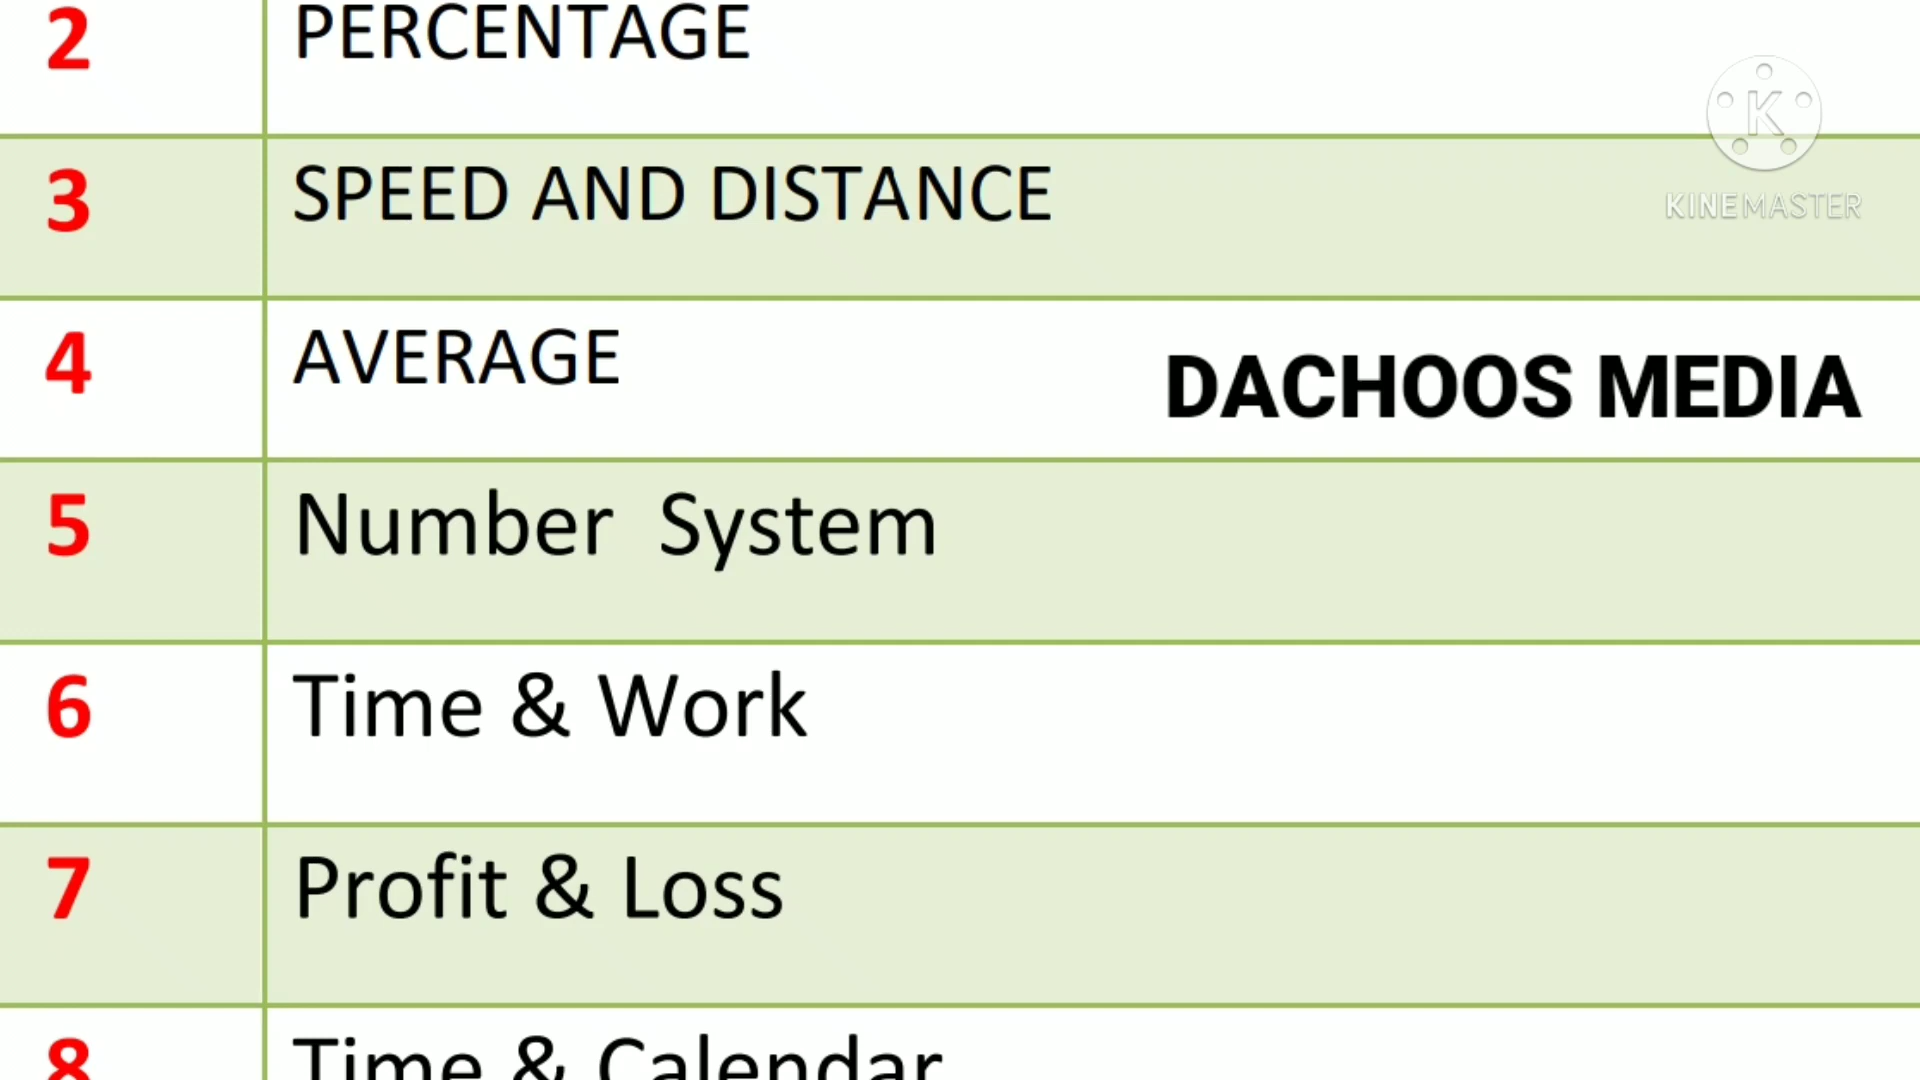 2 PERCENTAGE
3 SPEED AND DISTANCE
KINEMASTER
4 AVERAGE
DACHOOS MEDIA
5 Number  System
6 Time & Work
7 Profit & Loss
8 Time & Calendar